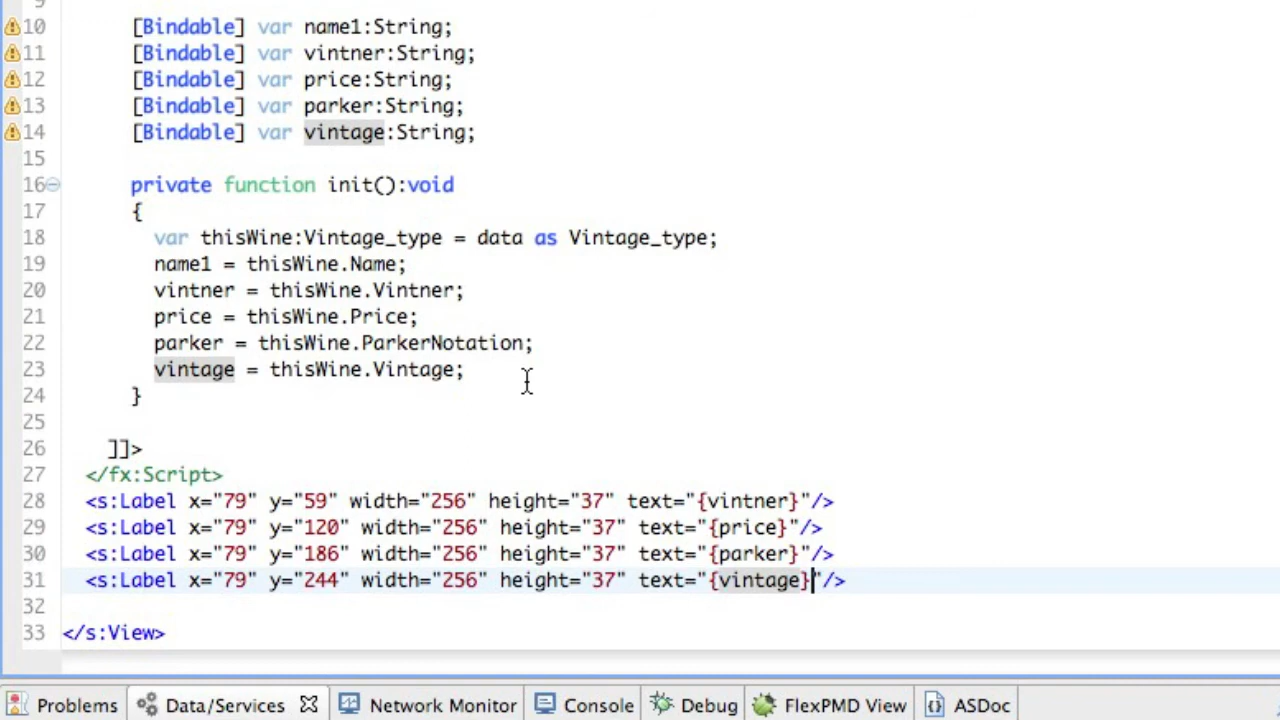 9
10 [Bindable] var name1:String;
11 [Bindable] var vintner:String;
12 [Bindable] var price:String;
13 [Bindable] var parker:String;
14 [Bindable] var vintage:String;
15
16 private function init():void
17 {
18 var thisWine:Vintage_type = data as Vintage_type;
19 name1 = thisWine.Name;
20 vintner = thisWine.Vintner;
21 price = thisWine.Price;
22 parker = thisWine.ParkerNotation;
23 vintage = thisWine.Vintage;
24 }
25
26 ]]>
27 </fx:Script>
28 <s:Label x="79" y="59" width="256" height="37" text="{vintner}"/>
29 <s:Label x="79" y="120" width="256" height="37" text="{price}"/>
30 <s:Label x="79" y="186" width="256" height="37" text="{parker}"/>
31 <s:Label x="79" y="244" width="256" height="37" text="{vintage}"/>
32
33 </s:View>
Problems Data/Services Network Monitor Console Debug FlexPMD View ASDoc